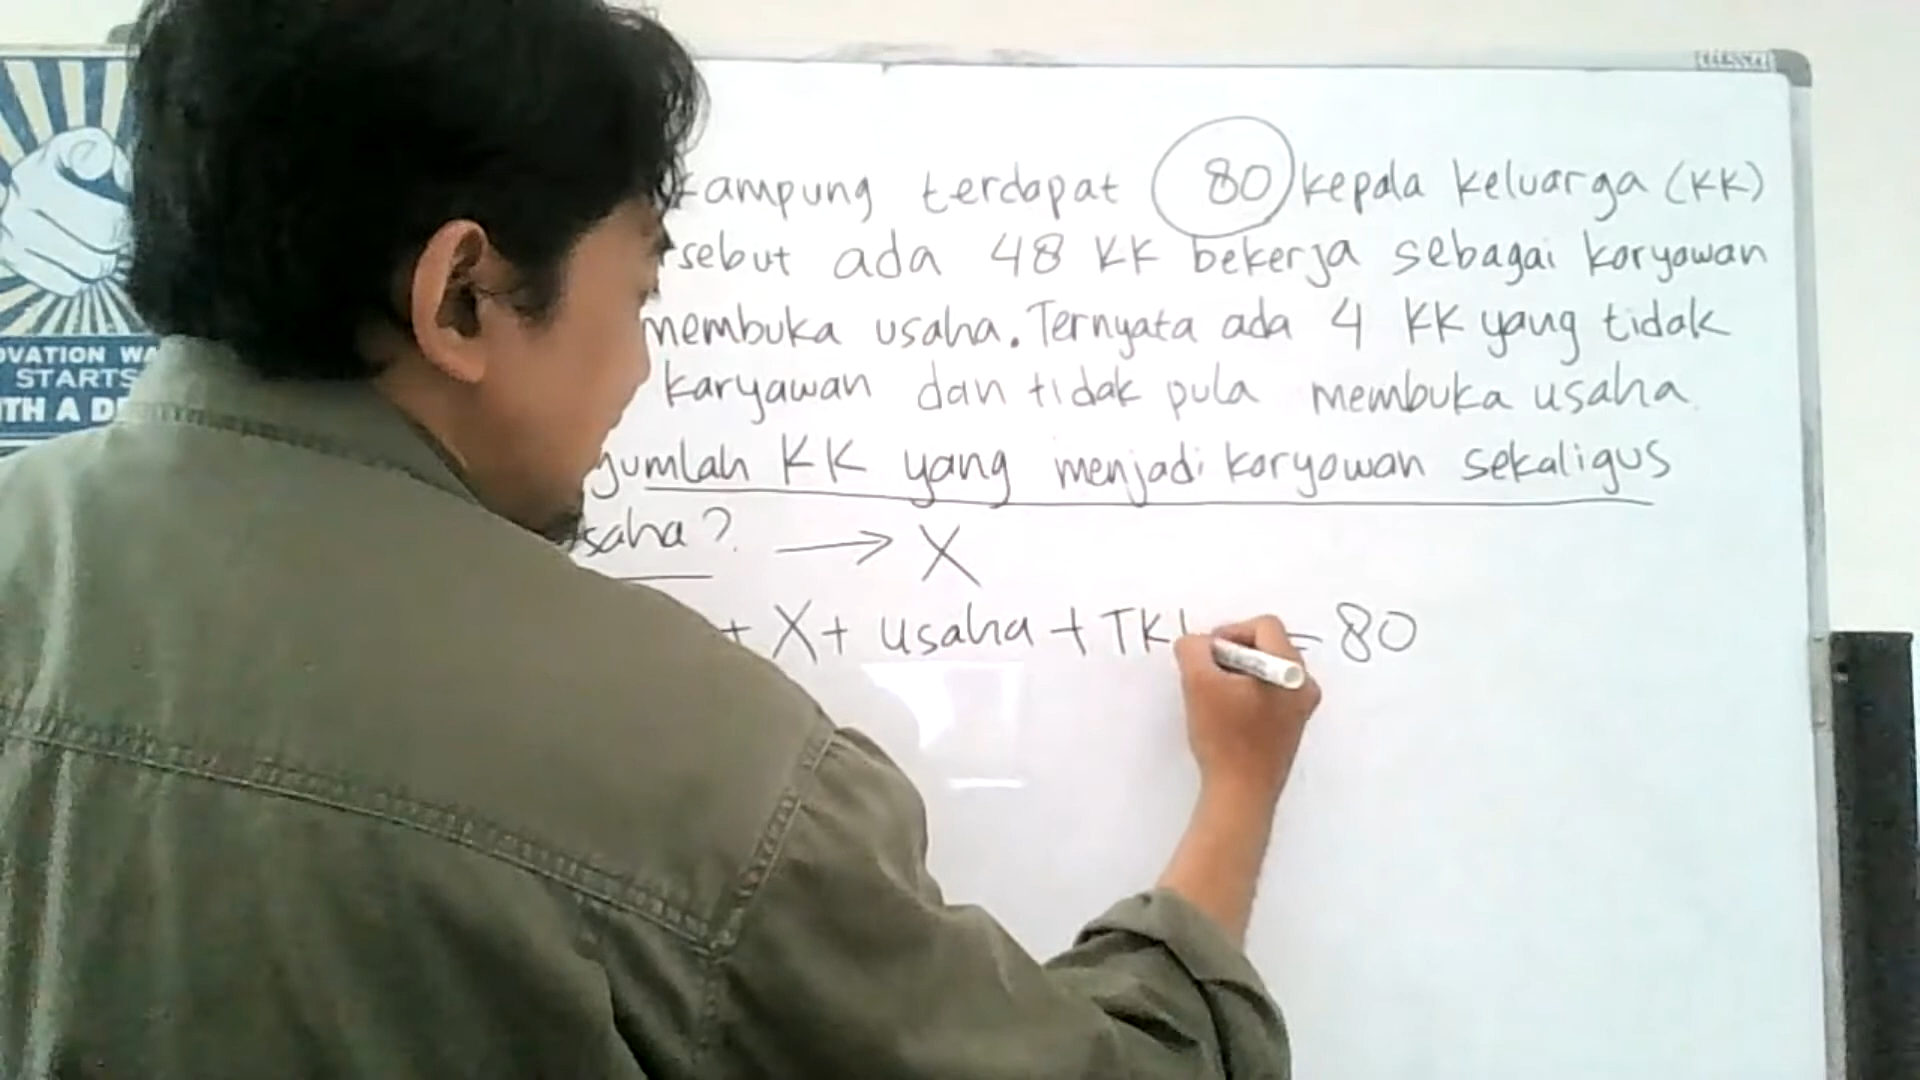 kampung terdapat 80 kepala keluarga (KK)
sebut ada 48 KK bekerja sebagai karyawan
membuka usaha. Ternyata ada 4 KK yang tidak
karyawan dan tidak pula membuka usaha.
jumlah KK yang menjadi karyawan sekaligus
saha? → X
+ X + usaha + TK = 80
OVATION WA
STARTS
TH A D